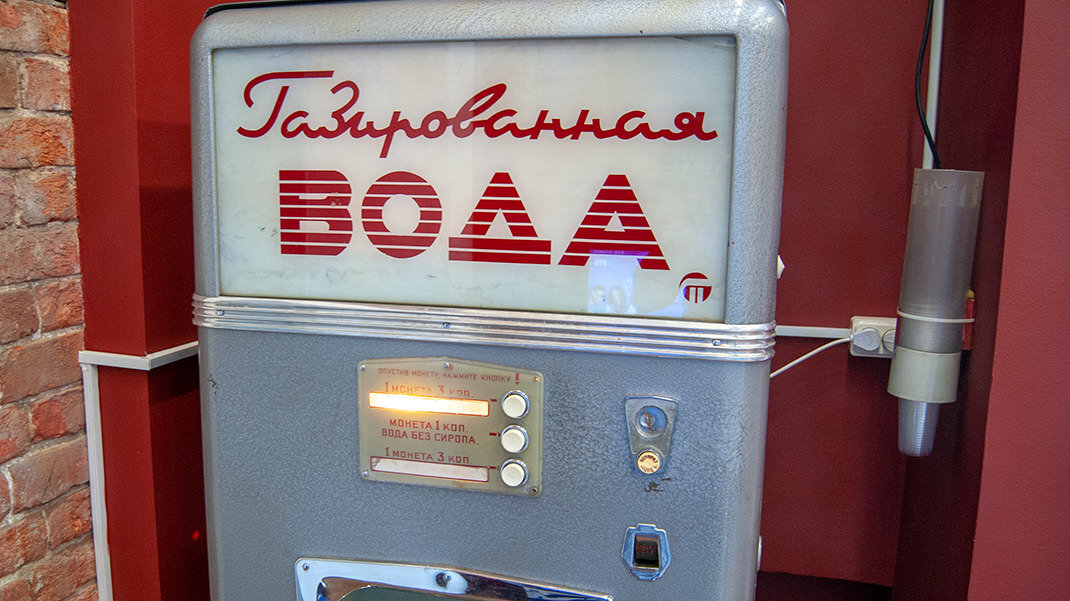 Газированная
ВОДА
ОПУСТИВ МОНЕТУ, НАЖМИТЕ КНОПКУ !
1 МОНЕТА 3 КОП.
МОНЕТА 1 КОП.
ВОДА БЕЗ СИРОПА.
1 МОНЕТА 3 КОП.